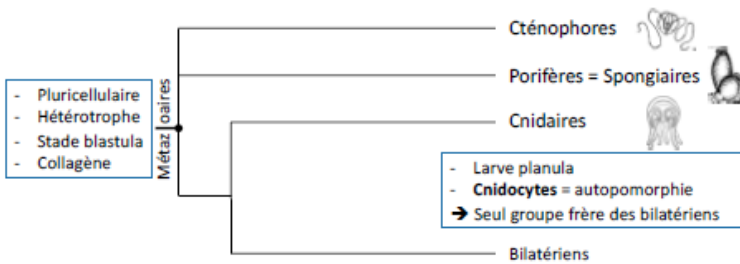 Cténophores
Porifères = Spongiaires
- Pluricellulaire
- Hétérotrophe
- Stade blastula
- Collagène
Métazoaires
Cnidaires
- Larve planula
- Cnidocytes = autopomorphie
➔ Seul groupe frère des bilatériens
Bilatériens